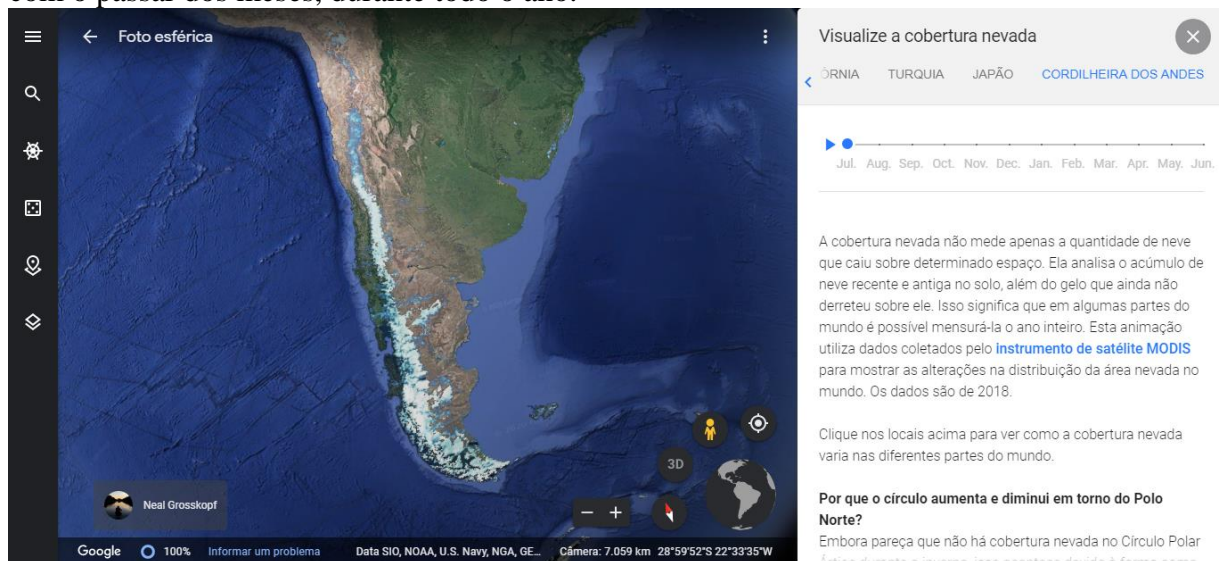 com o passar dos meses, durante todo o ano.
Foto esférica
Neal Grosskopf
3D
Google 100% Informar um problema Data SIO, NOAA, U.S. Navy, NGA, GE... Câmera: 7.059 km 28°59'52"S 22°33'35"W
Visualize a cobertura nevada
ÓRNIA TURQUIA JAPÃO CORDILHEIRA DOS ANDES
Jul. Aug. Sep. Oct. Nov. Dec. Jan. Feb. Mar. Apr. May. Jun.
A cobertura nevada não mede apenas a quantidade de neve
que caiu sobre determinado espaço. Ela analisa o acúmulo de
neve recente e antiga no solo, além do gelo que ainda não
derreteu sobre ele. Isso significa que em algumas partes do
mundo é possível mensurá-la o ano inteiro. Esta animação
utiliza dados coletados pelo instrumento de satélite MODIS
para mostrar as alterações na distribuição da área nevada no
mundo. Os dados são de 2018.
Clique nos locais acima para ver como a cobertura nevada
varia nas diferentes partes do mundo.
Por que o círculo aumenta e diminui em torno do Polo
Norte?
Embora pareça que não há cobertura nevada no Círculo Polar